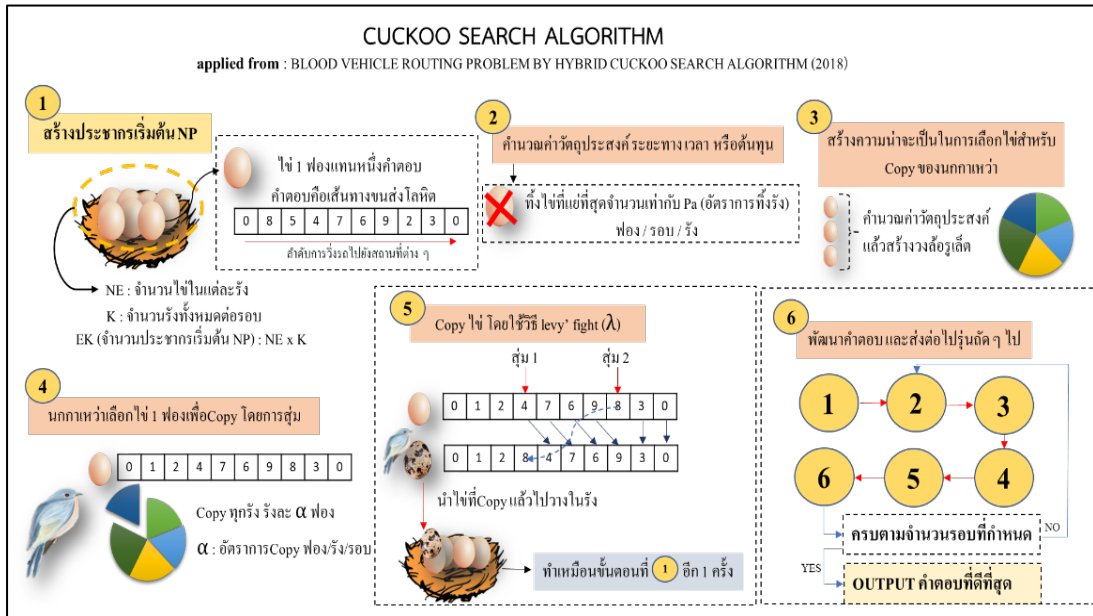 CUCKOO SEARCH ALGORITHM
applied from : BLOOD VEHICLE ROUTING PROBLEM BY HYBRID CUCKOO SEARCH ALGORITHM (2018)
1
สร้างประชากรเริ่มต้น NP
ไข่ 1 ฟองแทนหนึ่งคำตอบ
คำตอบคือเส้นทางขนส่งโลหิต
0 8 5 4 7 6 9 2 3 0
ลำดับการวิ่งรถไปยังสถานที่ต่าง ๆ
NE : จำนวนไข่ในแต่ละรัง
K : จำนวนรังทั้งหมดต่อรอบ
EK (จำนวนประชากรเริ่มต้น NP) : NE x K
2
คำนวณค่าวัตถุประสงค์ ระยะทาง เวลา หรือต้นทุน
ทิ้งไข่ที่แย่ที่สุดจำนวนเท่ากับ Pa (อัตราการทิ้งรัง)
ฟอง / รอบ / รัง
3
สร้างความน่าจะเป็นในการเลือกไข่สำหรับ
Copy ของนกกาเหว่า
คำนวณค่าวัตถุประสงค์
แล้วสร้างวงล้อรูเล็ต
4
นกกาเหว่าเลือกไข่ 1 ฟองเพื่อCopy โดยการสุ่ม
0 1 2 4 7 6 9 8 3 0
Copy ทุกรัง รังละ α ฟอง
α : อัตราการCopy ฟอง/รัง/รอบ
5
Copy ไข่ โดยใช้วิธี levy’ fight (λ)
สุ่ม 1 สุ่ม 2
0 1 2 4 7 6 9 8 3 0
0 1 2 8 4 7 6 9 3 0
นำไข่ที่Copy แล้วไปวางในรัง
ทำเหมือนขั้นตอนที่ 1 อีก 1 ครั้ง
6
พัฒนาคำตอบ และส่งต่อไปรุ่นถัด ๆ ไป
1 2 3
6 5 4
ครบตามจำนวนรอบที่กำหนด NO
YES
OUTPUT คำตอบที่ดีที่สุด